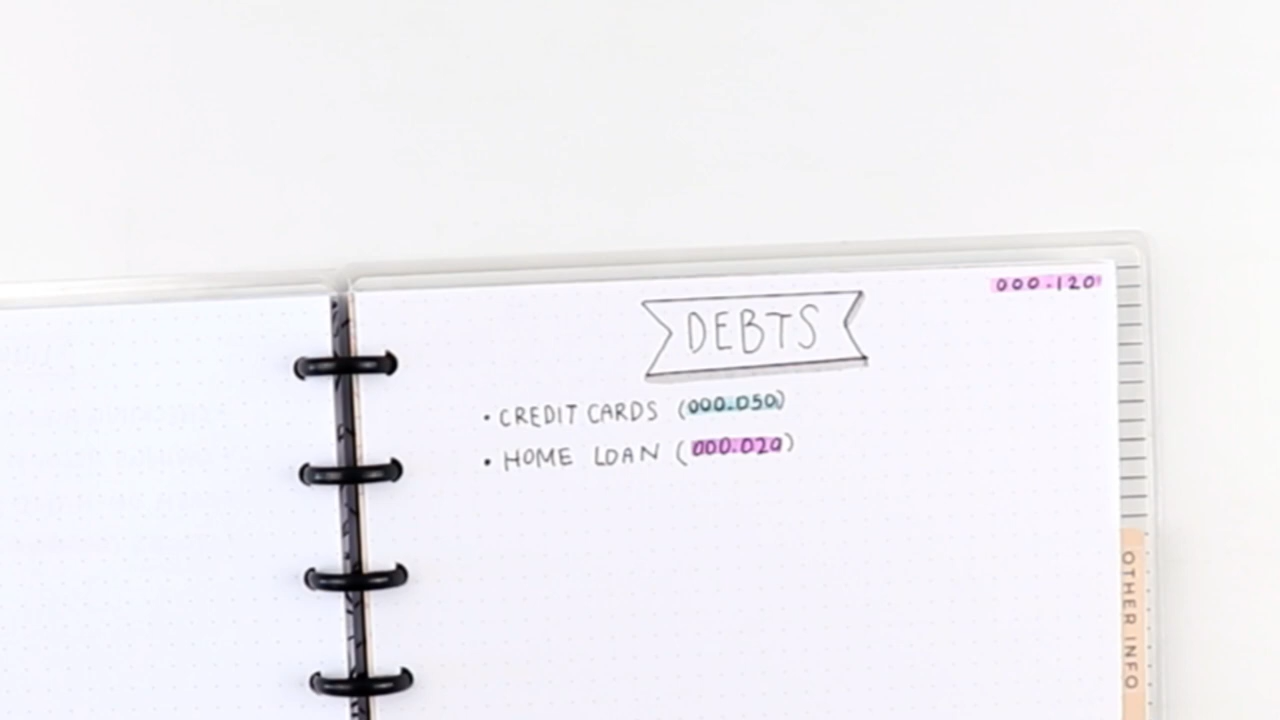 000.120
DEBTS
• CREDIT CARDS (000.050)
• HOME LOAN (000.020)
OTHER INFO